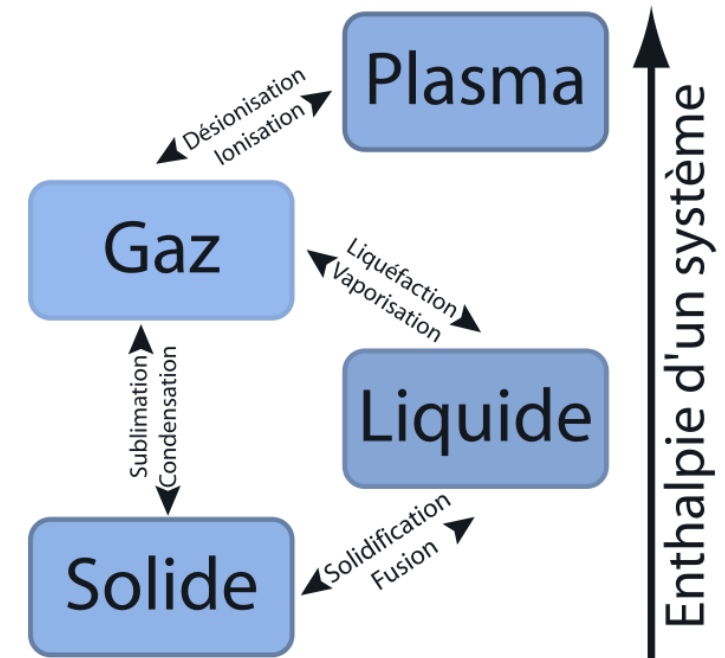 Plasma
Désionisation
Ionisation
Gaz
Liquéfaction
Vaporisation
Sublimation
Condensation
Liquide
Solidification
Fusion
Solide
Enthalpie d'un système